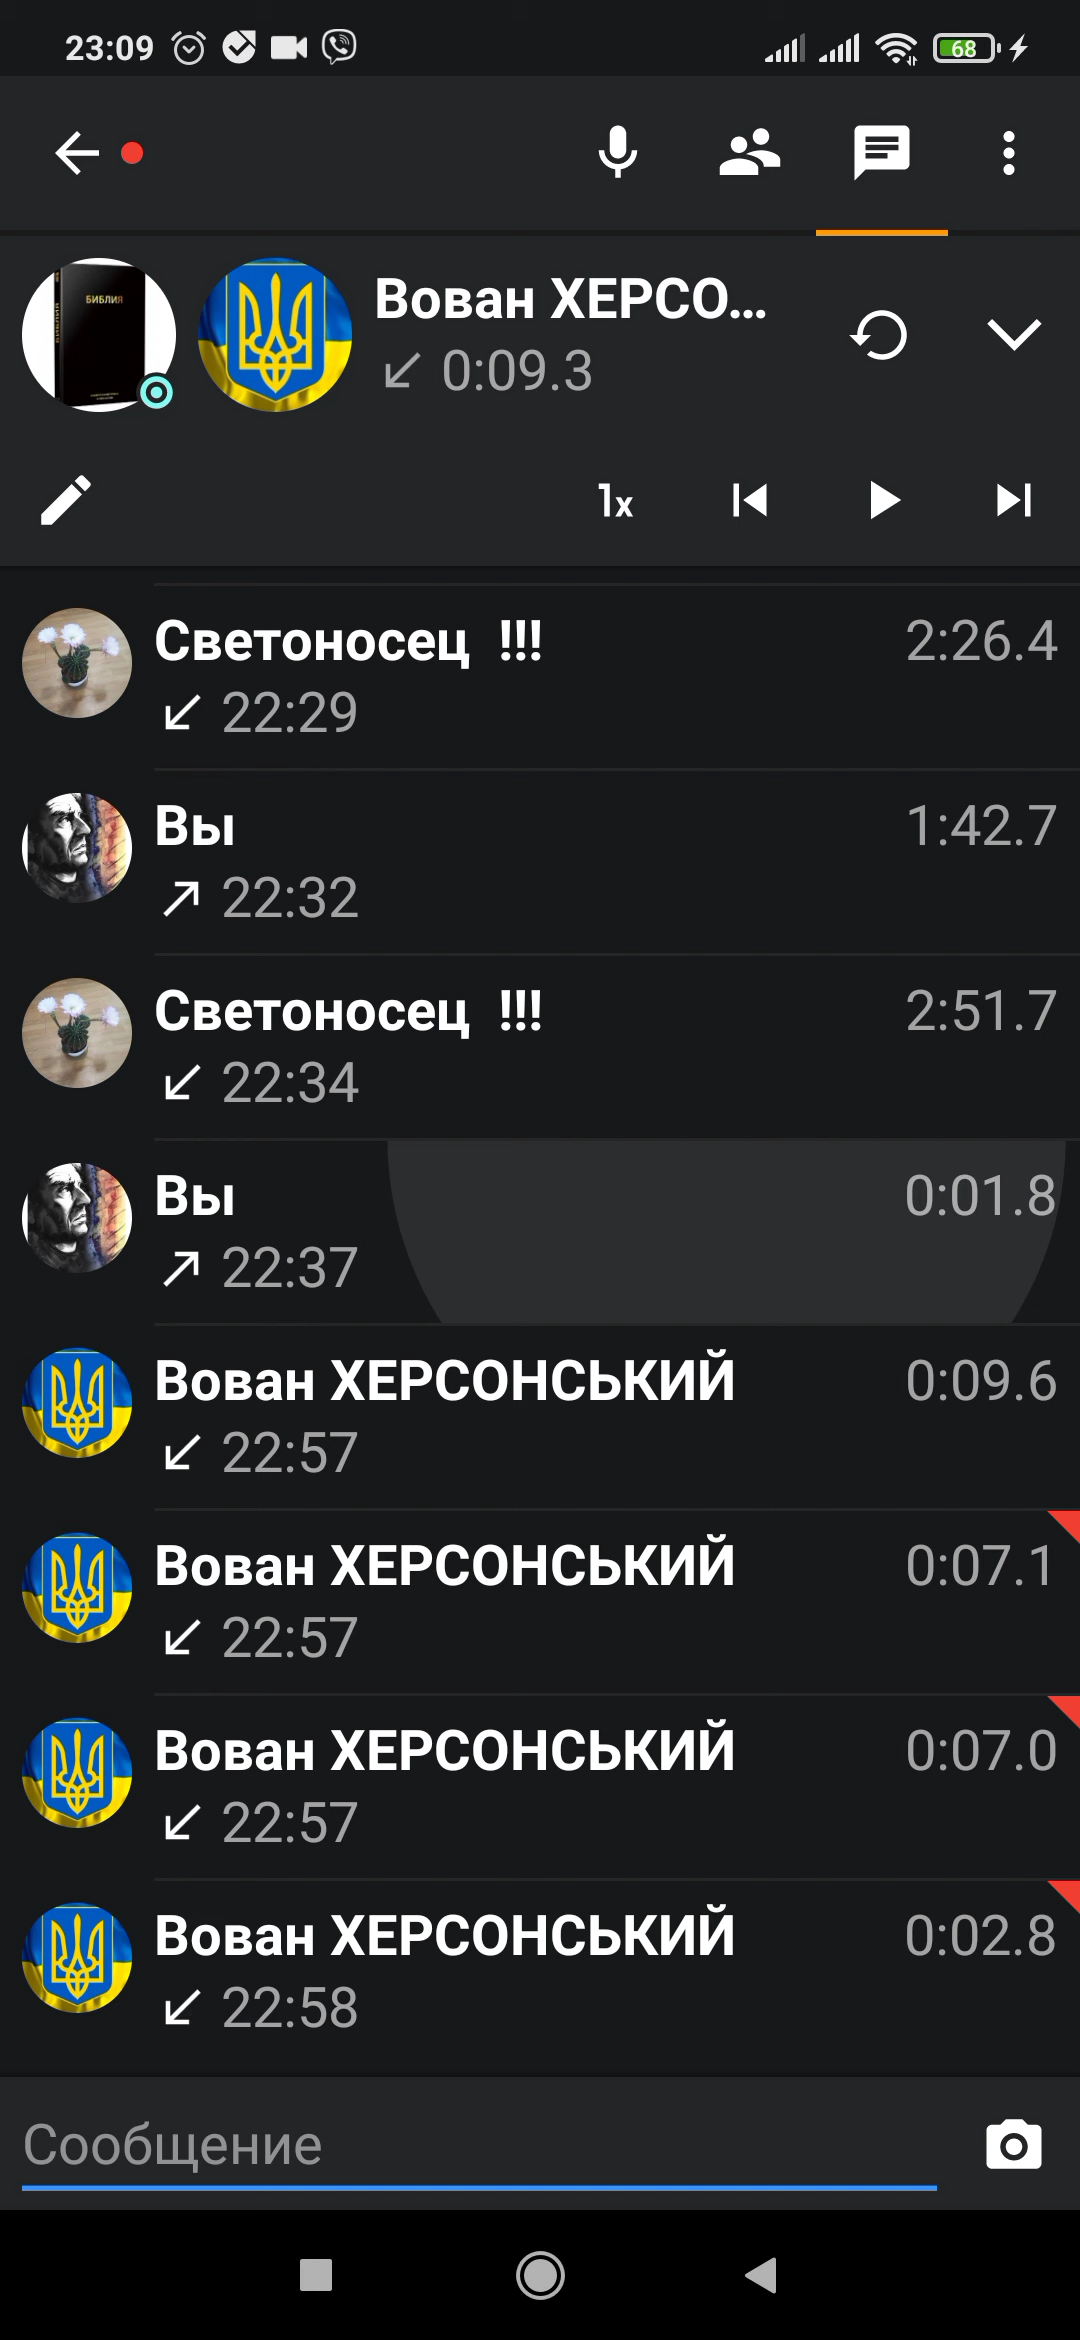 23:09
68
БИБЛИЯ
Вован ХЕРСО...
0:09.3
1x
Светоносец !!!
2:26.4
22:29
Вы
1:42.7
22:32
Светоносец !!!
2:51.7
22:34
Вы
0:01.8
22:37
Вован ХЕРСОНСЬКИЙ
0:09.6
22:57
Вован ХЕРСОНСЬКИЙ
0:07.1
22:57
Вован ХЕРСОНСЬКИЙ
0:07.0
22:57
Вован ХЕРСОНСЬКИЙ
0:02.8
22:58
Сообщение